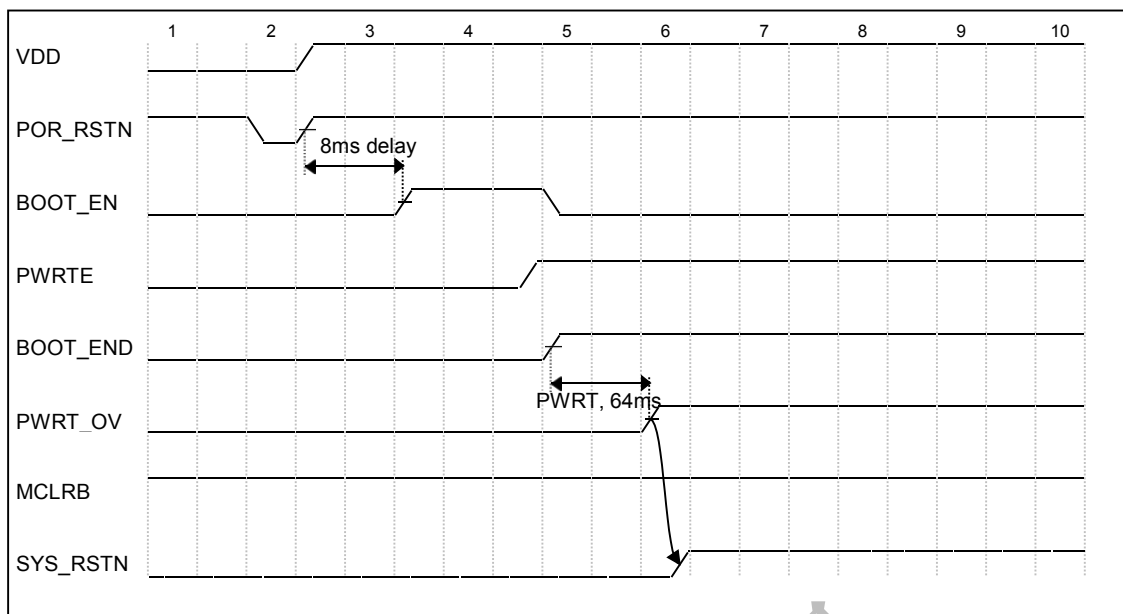 1 2 3 4 5 6 7 8 9 10
VDD
POR_RSTN
8ms delay
BOOT_EN
PWRTE
BOOT_END
PWRT, 64ms
PWRT_OV
MCLRB
SYS_RSTN